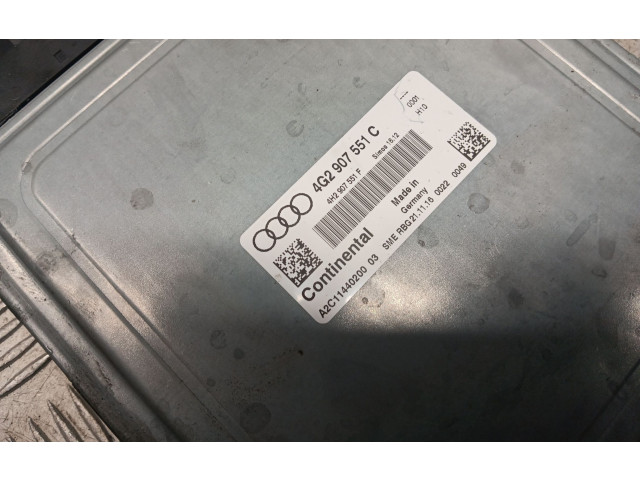 0001
H10
4G2 907 551 C
4H2 907 551 F Simos 18.12
Continental
Made in
Germany
A2C11440200 03 SME RBG 21.11.16 0022 0049